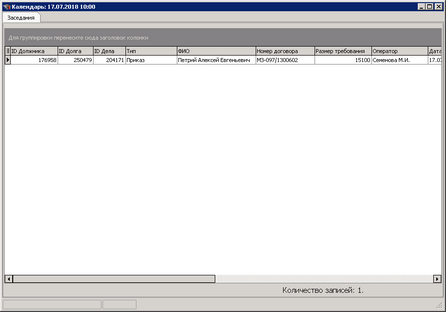 Календарь: 17.07.2018 10:00
Заседания
Для группировки перенесите сюда заголовок колонки
ID Должника ID Долга ID Дела Тип ФИО Номер договора Размер требования Оператор Дата
176958 250479 204171 Приказ Петрий Алексей Евгеньевич МЗ-097/1300602 15100 Семенова М.И. 17.0
Количество записей: 1.